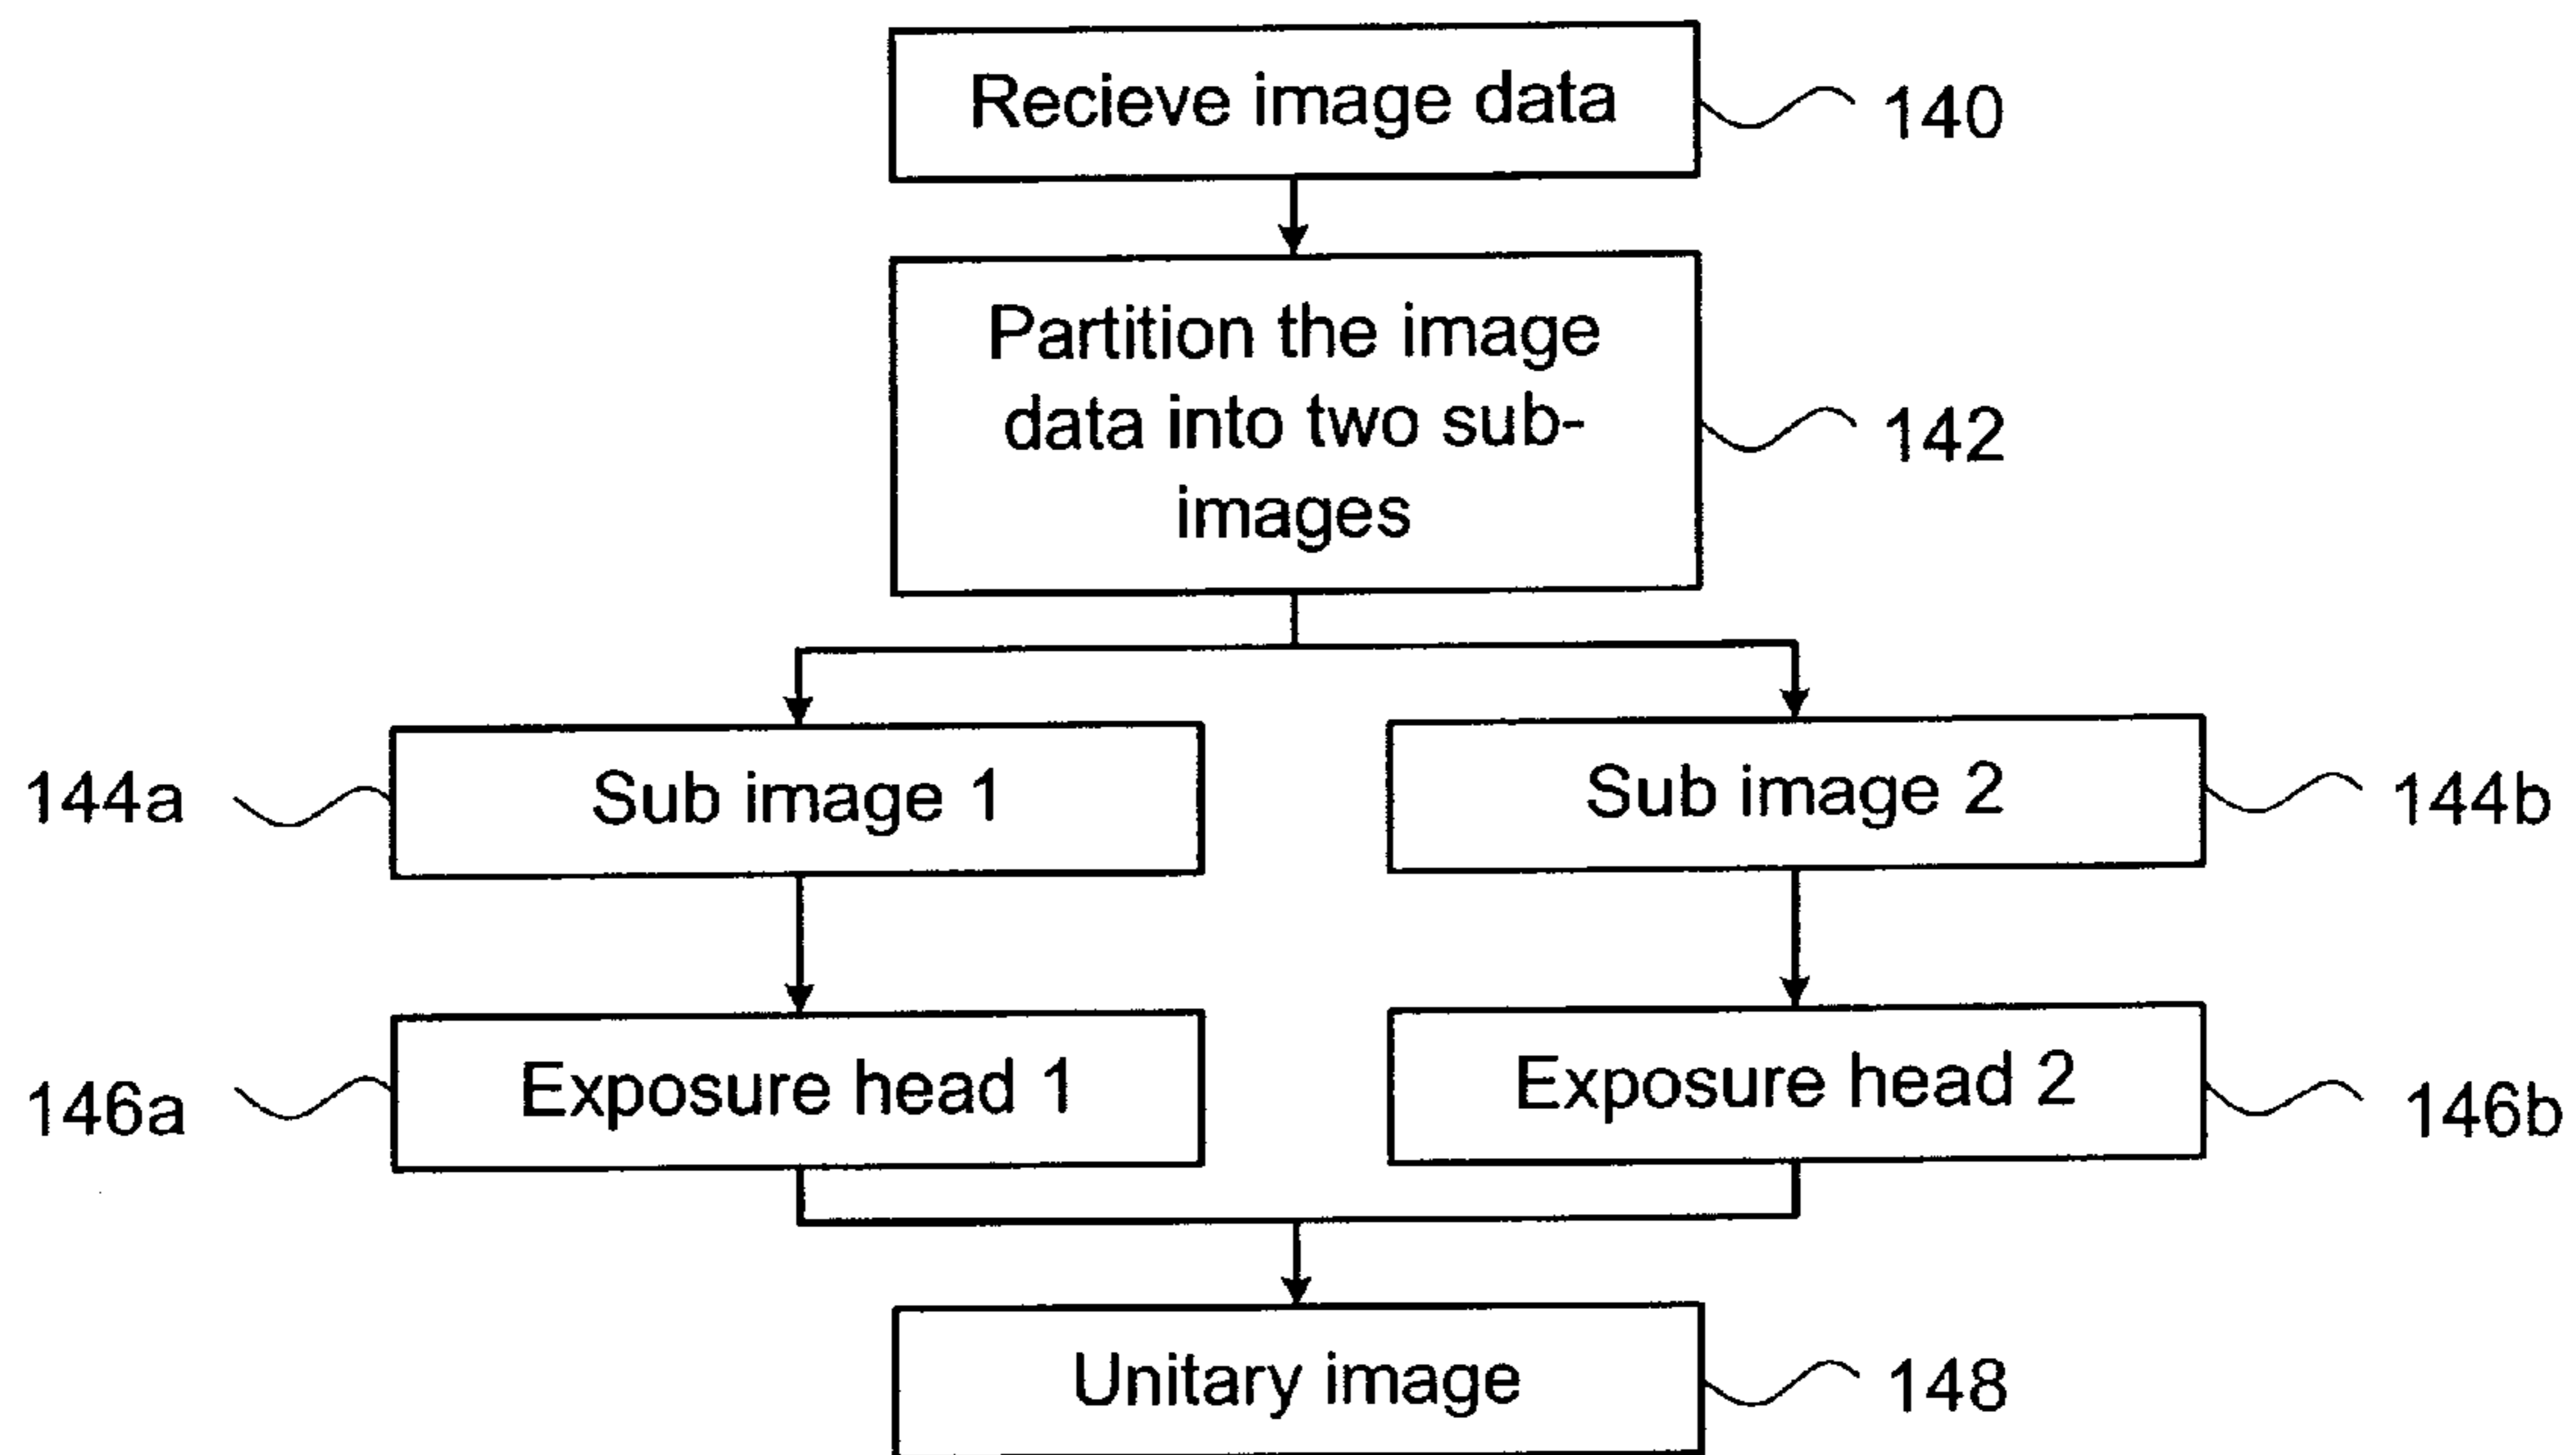 Recieve image data
140
Partition the image
data into two sub-
images
142
144a
Sub image 1
Sub image 2
144b
146a
Exposure head 1
Exposure head 2
146b
Unitary image
148